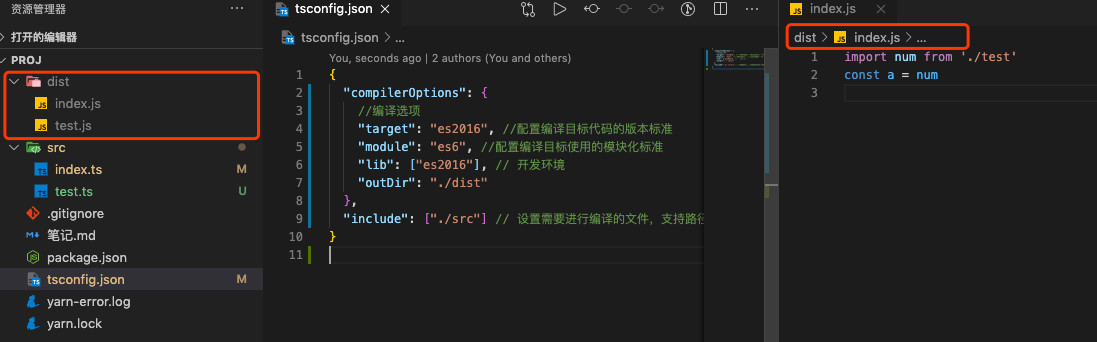 资源管理器
打开的编辑器
PROJ
dist
index.js
test.js
src
index.ts M
test.ts U
.gitignore
笔记.md
package.json
tsconfig.json M
yarn-error.log
yarn.lock
tsconfig.json
tsconfig.json > ...
You, seconds ago | 2 authors (You and others)
1 {
2 "compilerOptions": {
3 //编译选项
4 "target": "es2016", //配置编译目标代码的版本标准
5 "module": "es6", //配置编译目标使用的模块化标准
6 "lib": ["es2016"], // 开发环境
7 "outDir": "./dist"
8 },
9 "include": ["./src"] // 设置需要进行编译的文件，支持路径
10 }
11
index.js
dist > index.js > ...
1 import num from './test'
2 const a = num
3